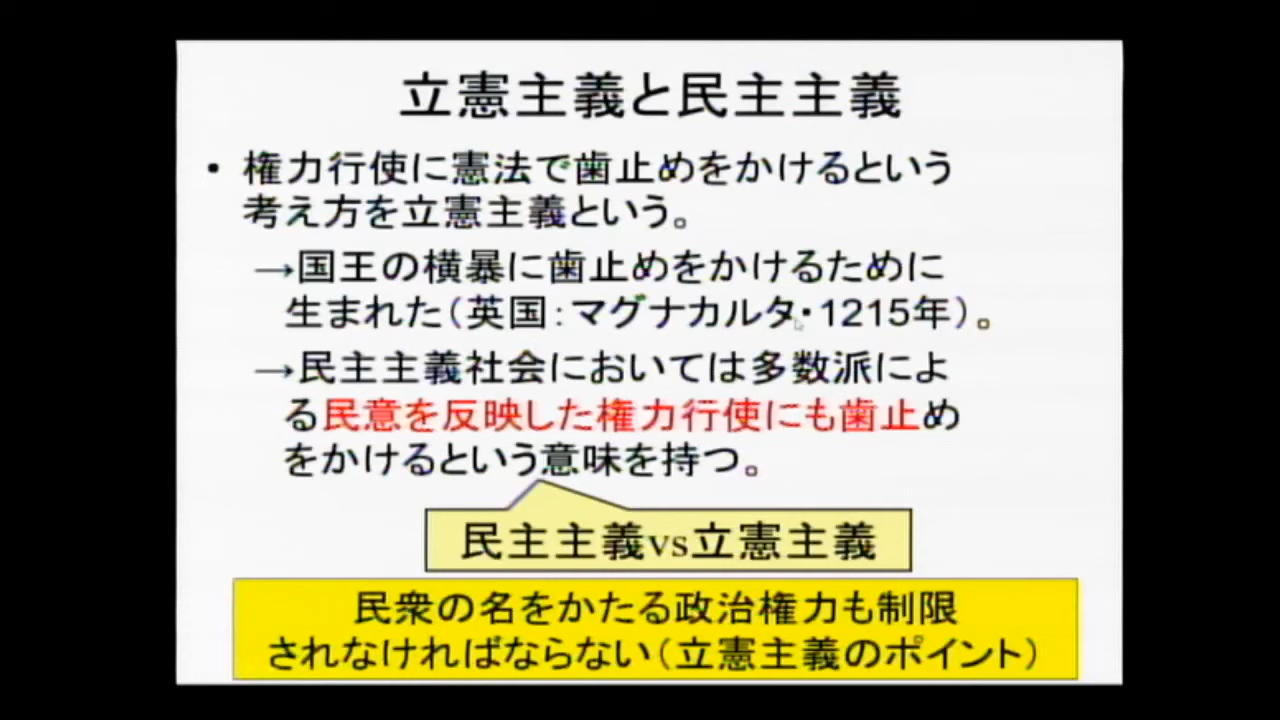 立憲主義と民主主義
• 権力行使に憲法で歯止めをかけるという
考え方を立憲主義という。
→国王の横暴に歯止めをかけるために
生まれた(英国:マグナカルタ・1215年)。
→民主主義社会においては多数派によ
る民意を反映した権力行使にも歯止め
をかけるという意味を持つ。
民主主義vs立憲主義
民衆の名をかたる政治権力も制限
されなければならない(立憲主義のポイント)